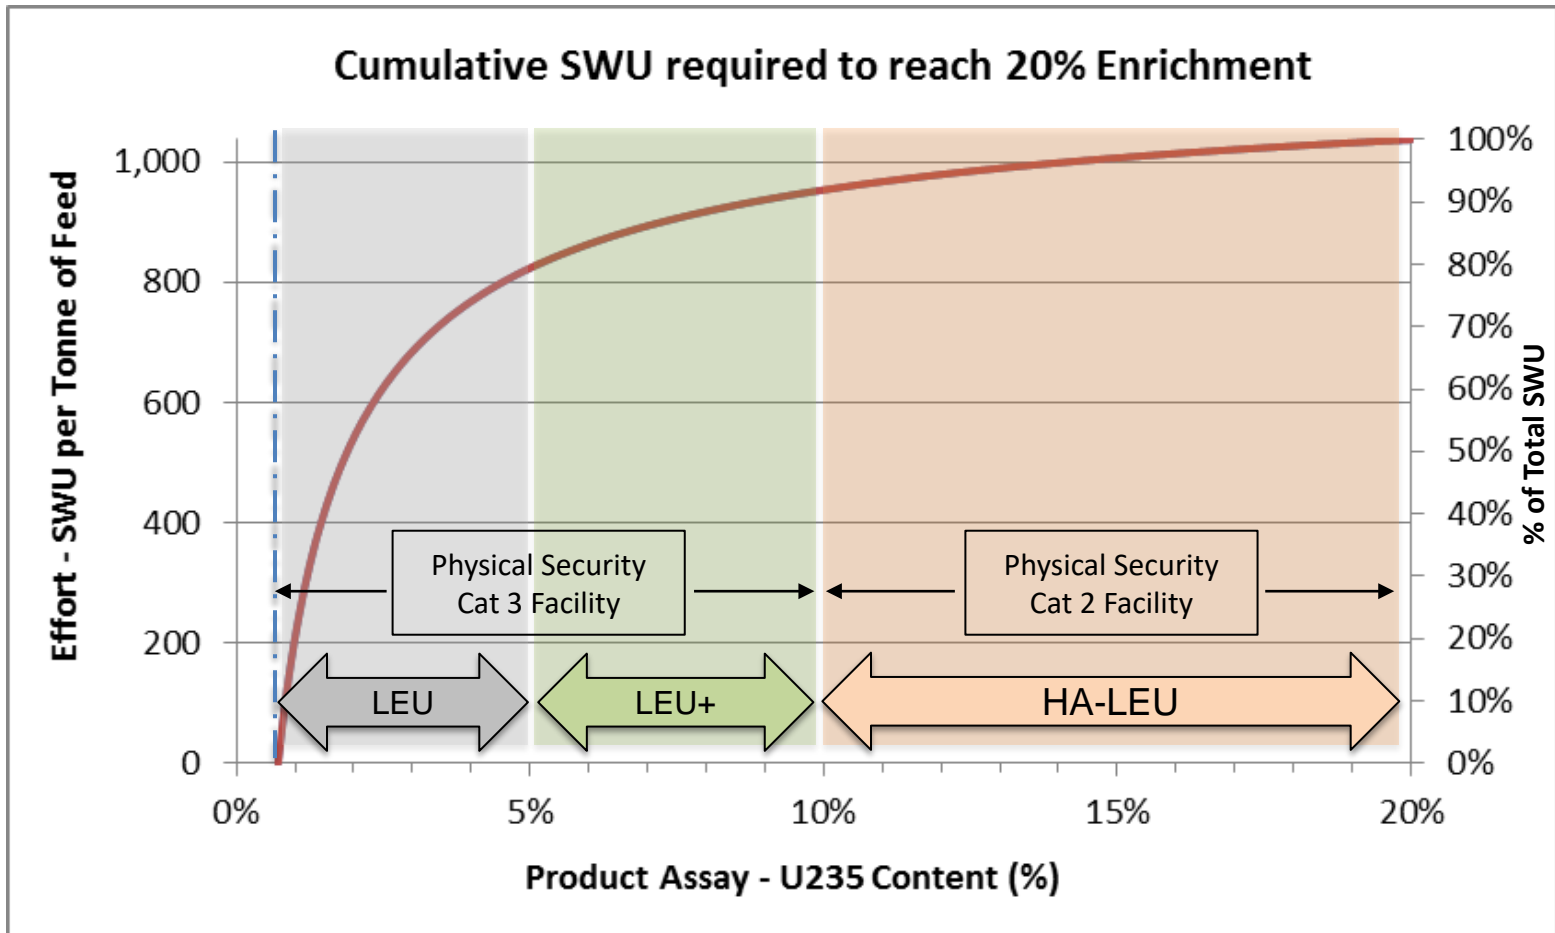 Cumulative SWU required to reach 20% Enrichment
Effort - SWU per Tonne of Feed
1,000
800
600
400
200
0
100%
90%
80%
70%
60%
50%
40%
30%
20%
10%
0%
% of Total SWU
Physical Security
Cat 3 Facility
Physical Security
Cat 2 Facility
LEU
LEU+
HA-LEU
0%
5%
10%
15%
20%
Product Assay - U235 Content (%)